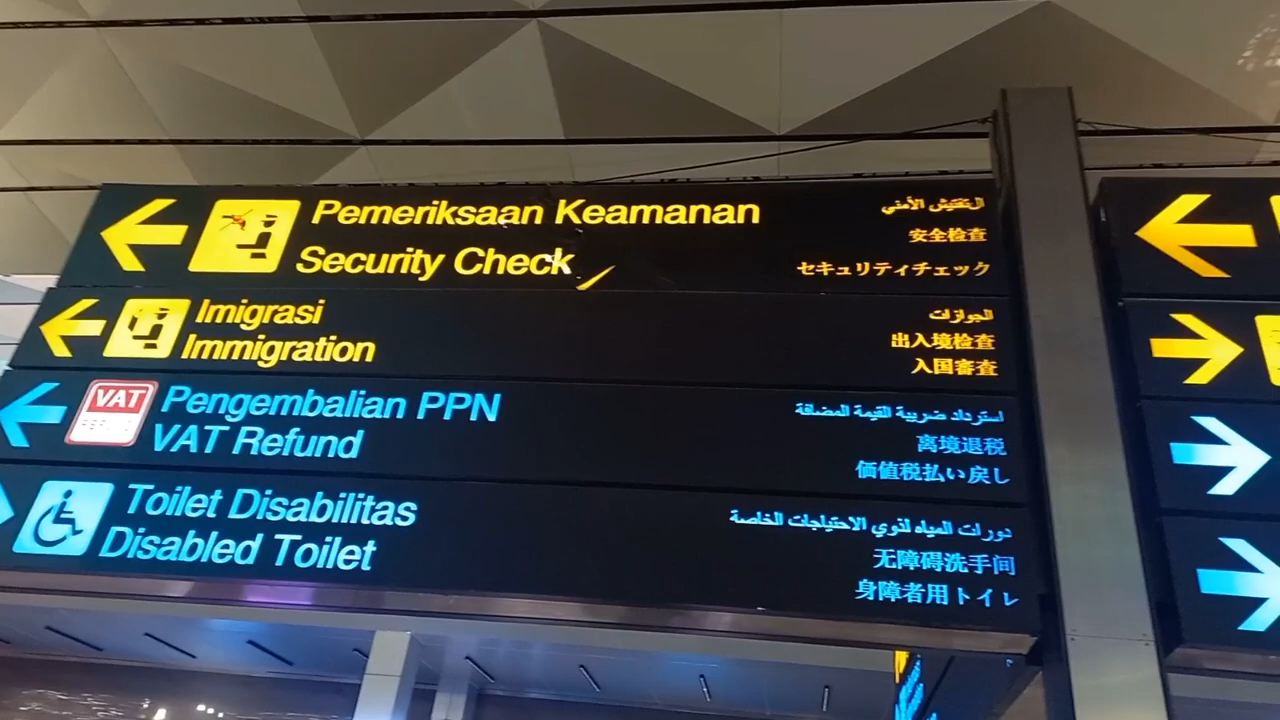 Pemeriksaan Keamanan
Security Check
التفتيش الأمني
安全检查
セキュリティチェック
Imigrasi
Immigration
الجوازات
出入境检查
入国審査
VAT
Pengembalian PPN
VAT Refund
استرداد ضريبة القيمة المضافة
离境退税
価値税払い戻し
Toilet Disabilitas
Disabled Toilet
دورات المياه لذوي الاحتياجات الخاصة
无障碍洗手间
身障者用トイレ